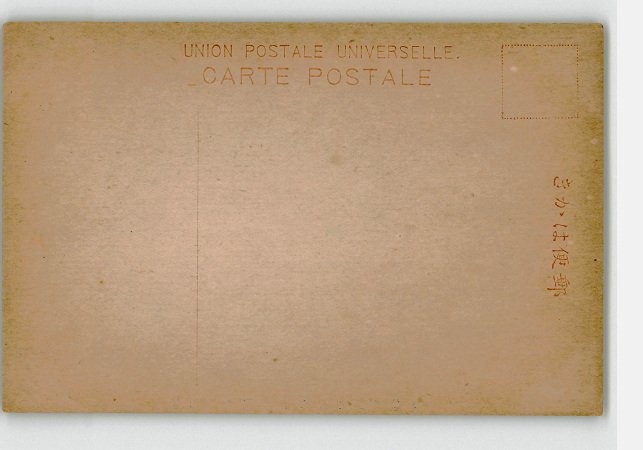 UNION POSTALE UNIVERSELLE.
CARTE POSTALE
きかは便郵